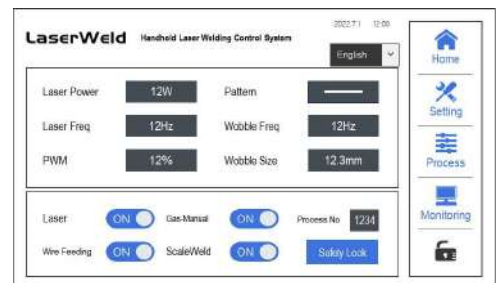 2022.7.1 12:00
LaserWeld Handheld Laser Welding Control System
English
Home
Laser Power 12W Pattern
Setting
Laser Freq 12Hz Wobble Freq 12Hz
PWM 12% Wobble Size 12.3mm
Process
Monitoring
Laser ON Gas-Manual ON Process No 1234
Wire Feeding ON ScaleWeld ON Safety Lock